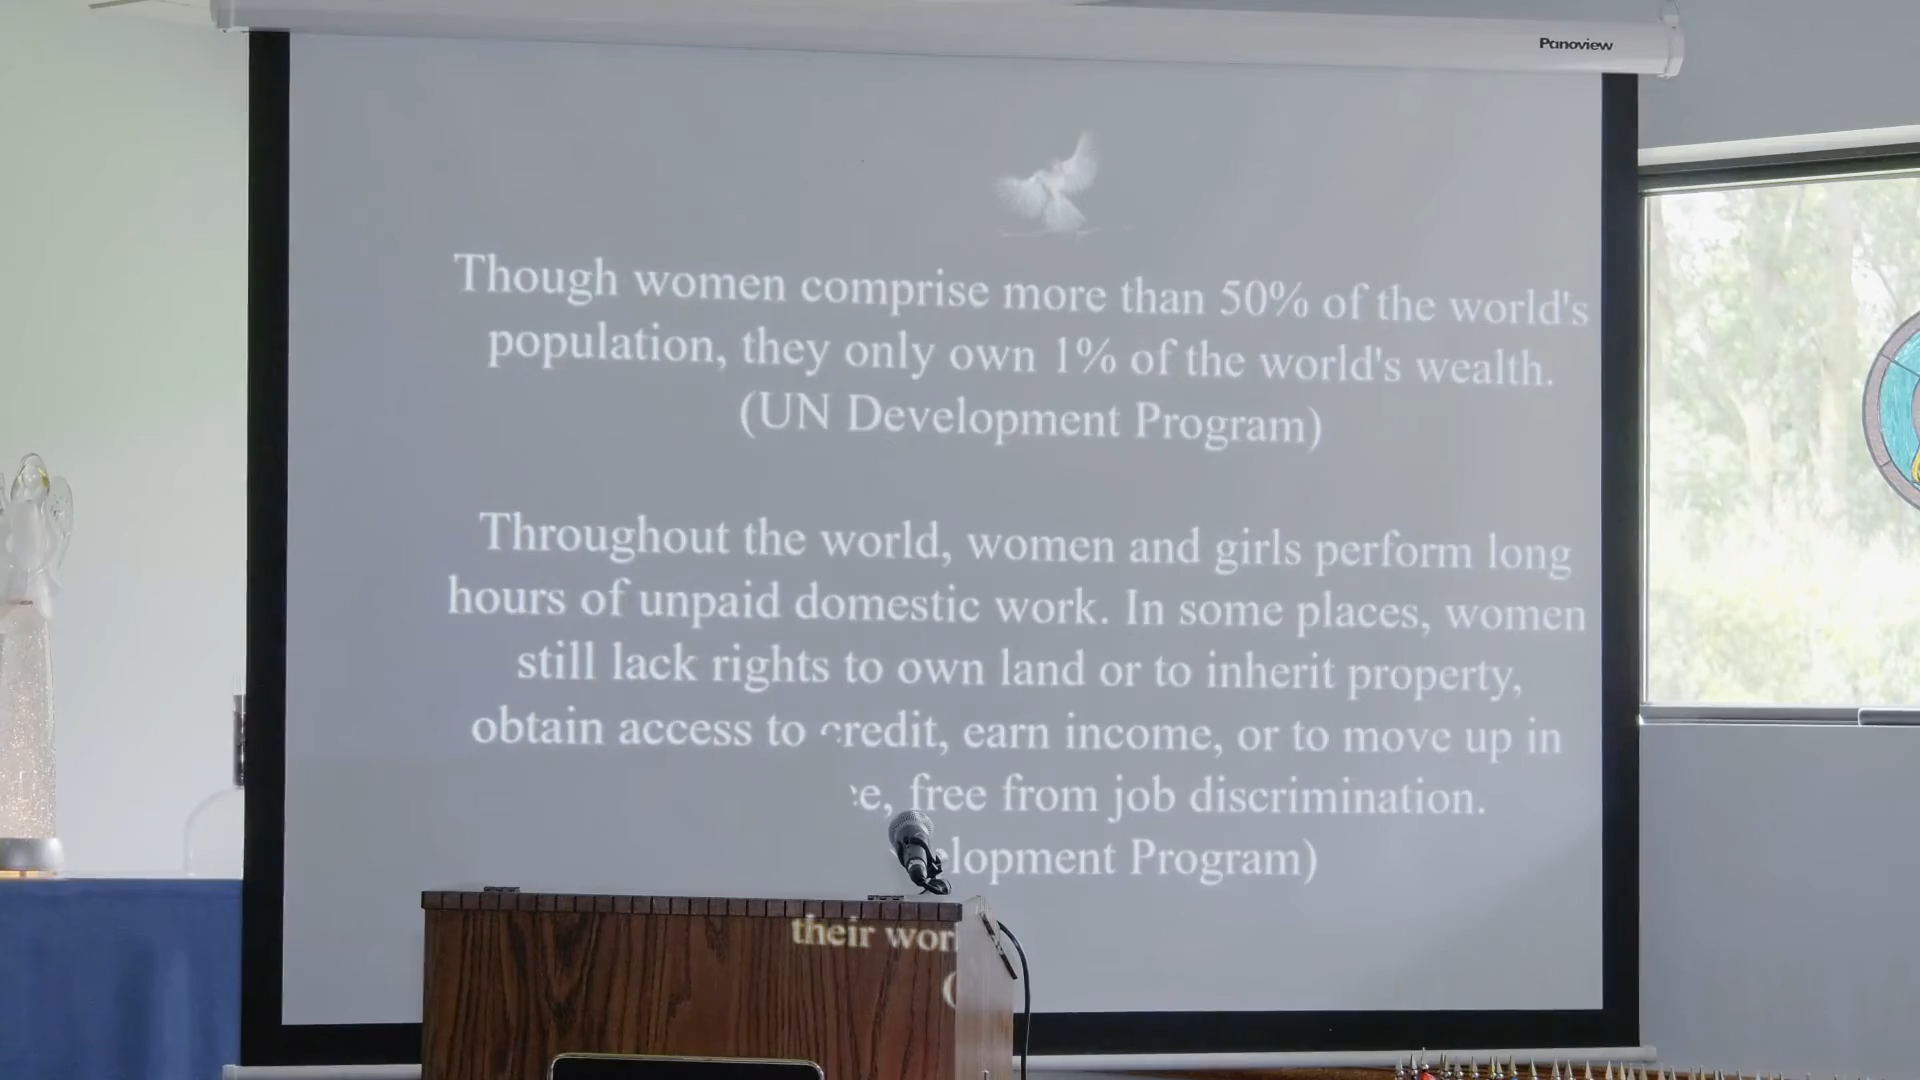 Panoview
Though women comprise more than 50% of the world's
population, they only own 1% of the world's wealth.
(UN Development Program)
Throughout the world, women and girls perform long
hours of unpaid domestic work. In some places, women
still lack rights to own land or to inherit property,
obtain access to credit, earn income, or to move up in
e, free from job discrimination.
elopment Program)
their wor
(